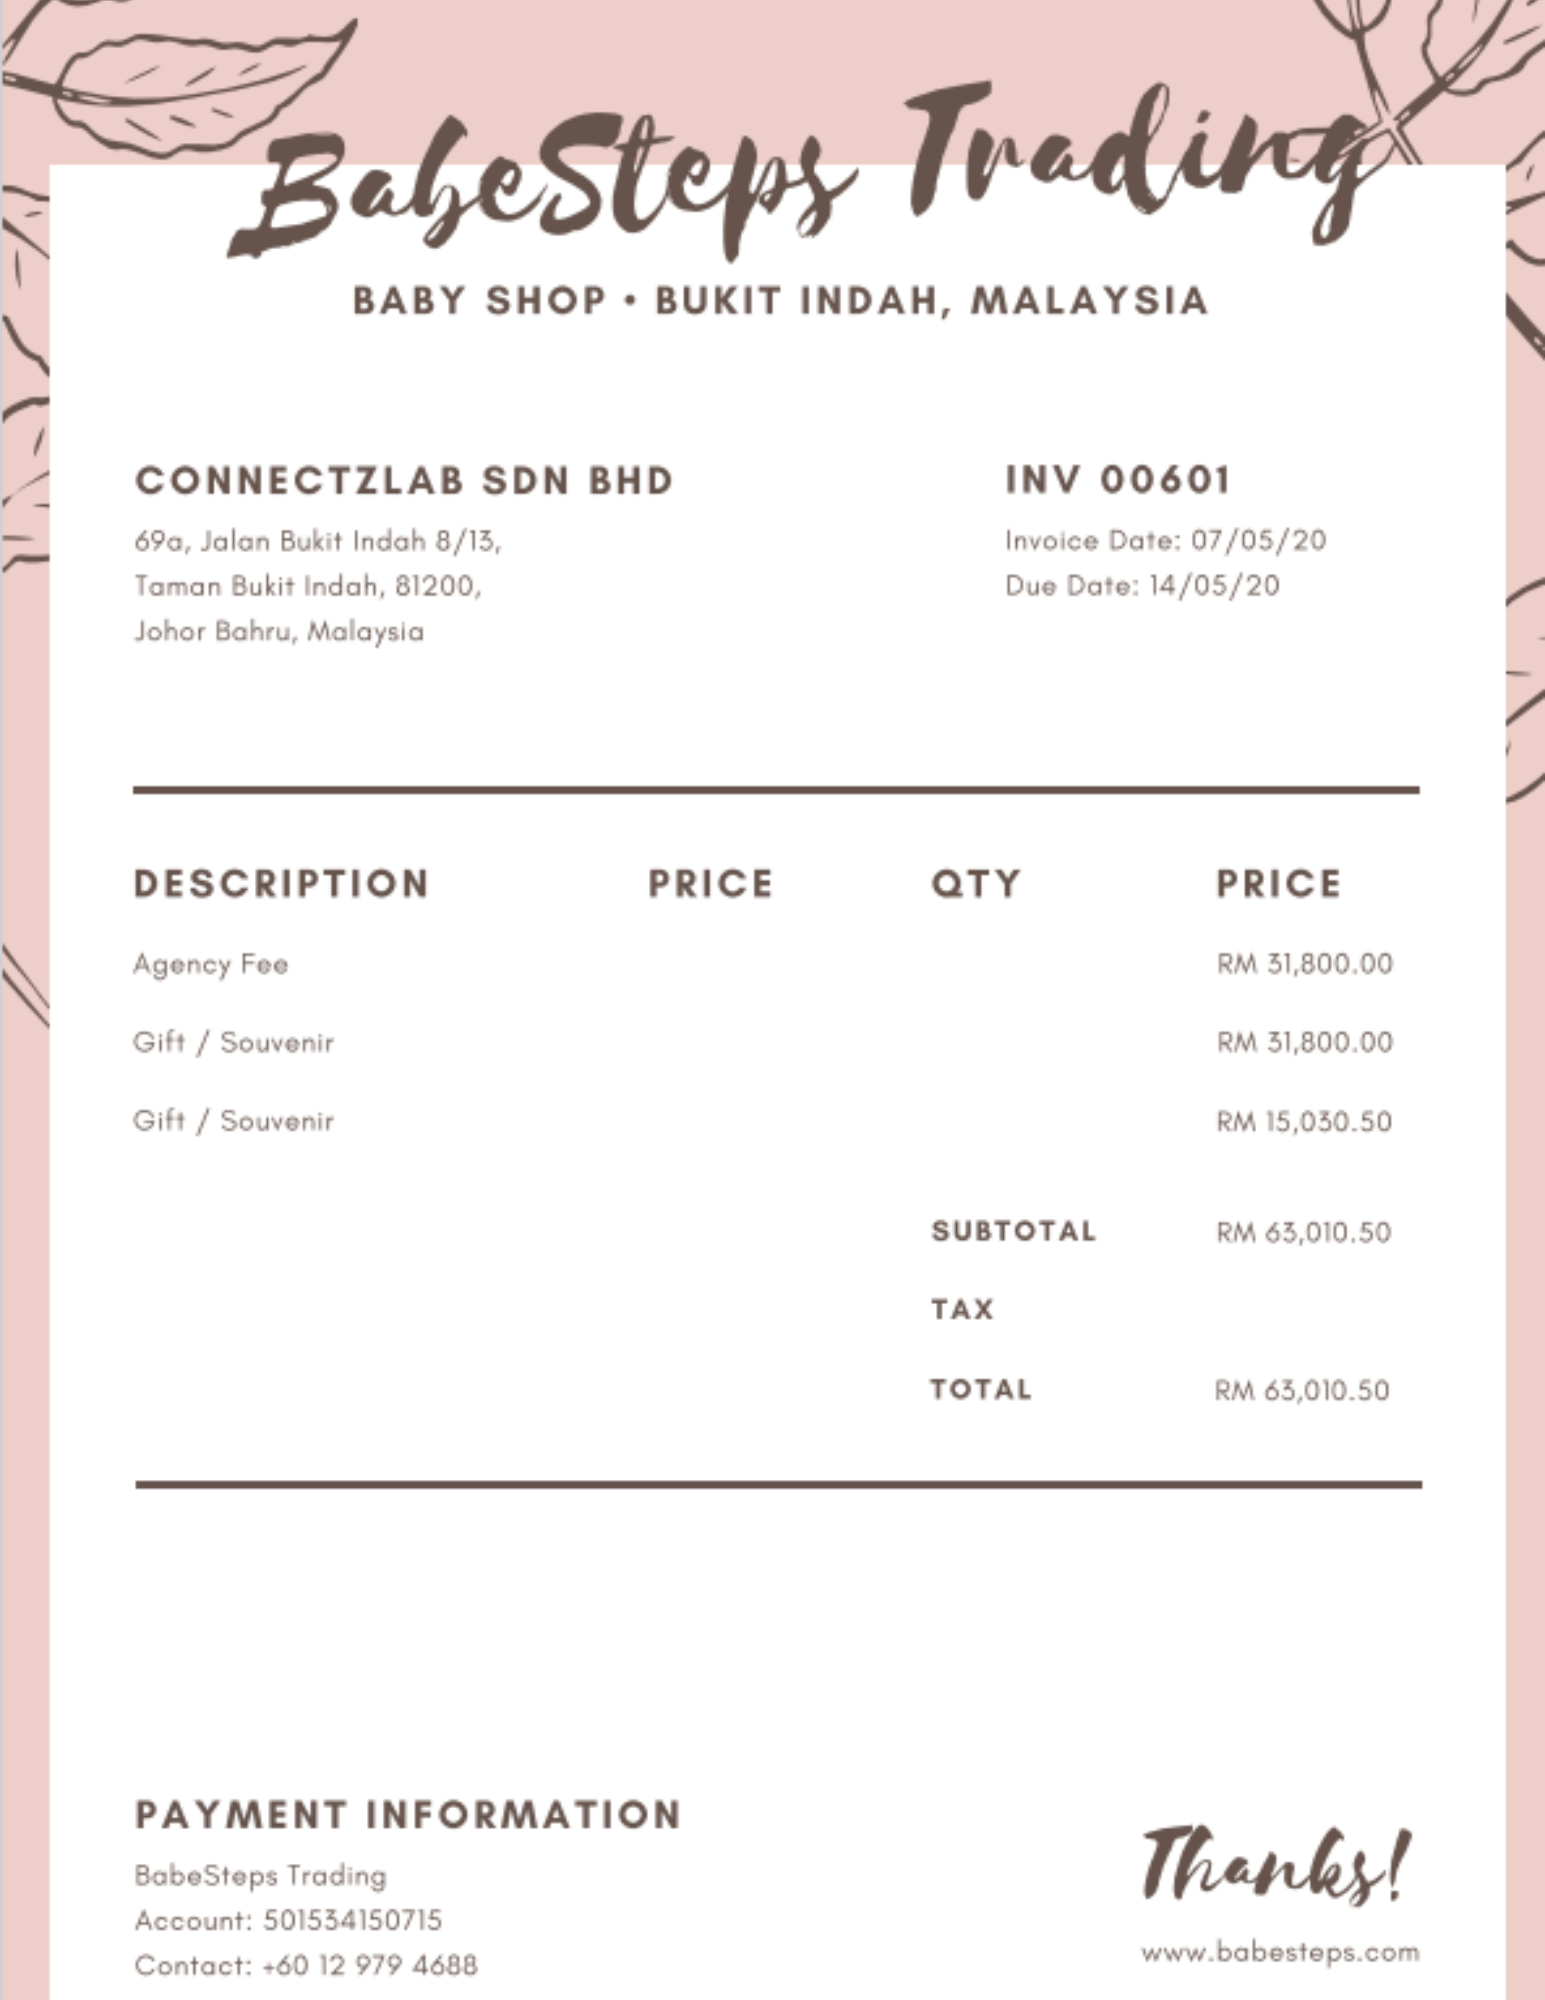 BabeSteps Trading
BABY SHOP • BUKIT INDAH, MALAYSIA
CONNECTZLAB SDN BHD
69a, Jalan Bukit Indah 8/13,
Taman Bukit Indah, 81200,
Johor Bahru, Malaysia
INV 00601
Invoice Date: 07/05/20
Due Date: 14/05/20
DESCRIPTION PRICE QTY PRICE
Agency Fee RM 31,800.00
Gift / Souvenir RM 31,800.00
Gift / Souvenir RM 15,030.50
SUBTOTAL RM 63,010.50
TAX
TOTAL RM 63,010.50
PAYMENT INFORMATION
BabeSteps Trading
Account: 501534150715
Contact: +60 12 979 4688
Thanks!
www.babesteps.com